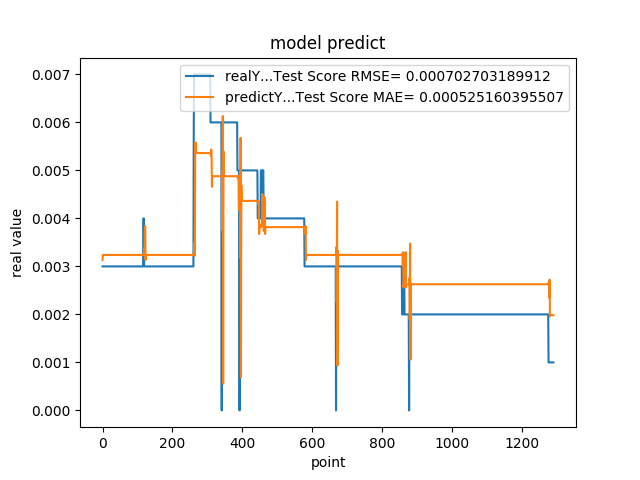 model predict
realY...Test Score RMSE= 0.000702703189912
predictY...Test Score MAE= 0.000525160395507
real value
0.007
0.006
0.005
0.004
0.003
0.002
0.001
0.000
0 200 400 600 800 1000 1200
point